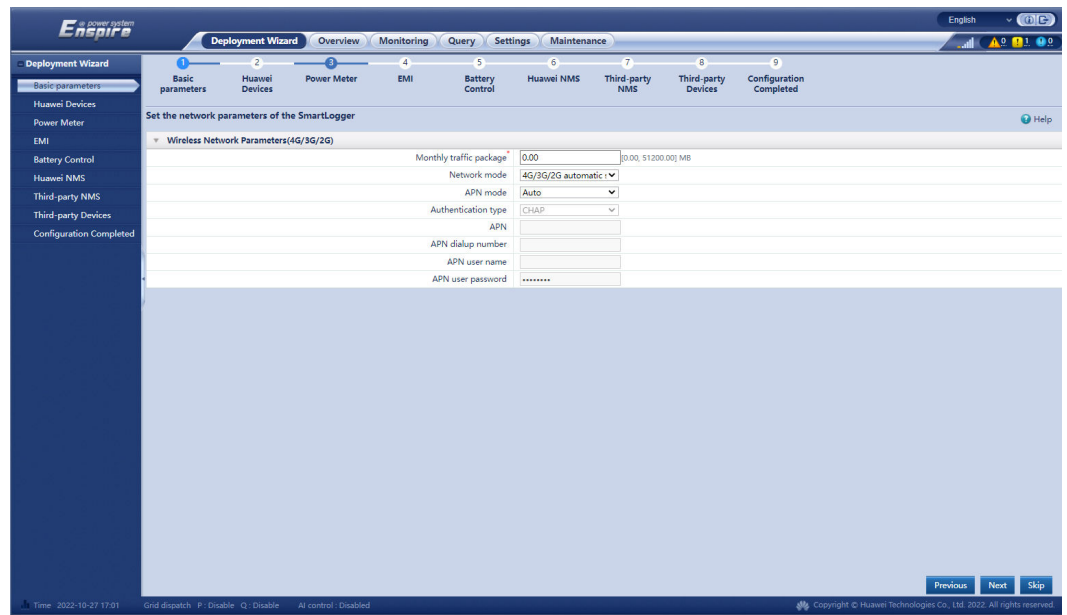 @ power system
Enspire
English
Deployment Wizard Overview Monitoring Query Settings Maintenance
Deployment Wizard
Basic parameters
Huawei Devices
Power Meter
EMI
Battery Control
Huawei NMS
Third-party NMS
Third-party Devices
Configuration Completed
1 2 3 4 5 6 7 8 9
Basic parameters
Huawei Devices
Power Meter
EMI
Battery Control
Huawei NMS
Third-party NMS
Third-party Devices
Configuration Completed
Set the network parameters of the SmartLogger
Help
Wireless Network Parameters(4G/3G/2G)
Monthly traffic package* 0.00 [0.00, 51200.00] MB
Network mode 4G/3G/2G automatic
APN mode Auto
Authentication type CHAP
APN
APN dialup number
APN user name
APN user password ••••••••
Previous Next Skip
Time 2022-10-27 17:01 Grid dispatch P : Disable Q : Disable AI control : Disabled
Copyright © Huawei Technologies Co., Ltd. 2022. All rights reserved.